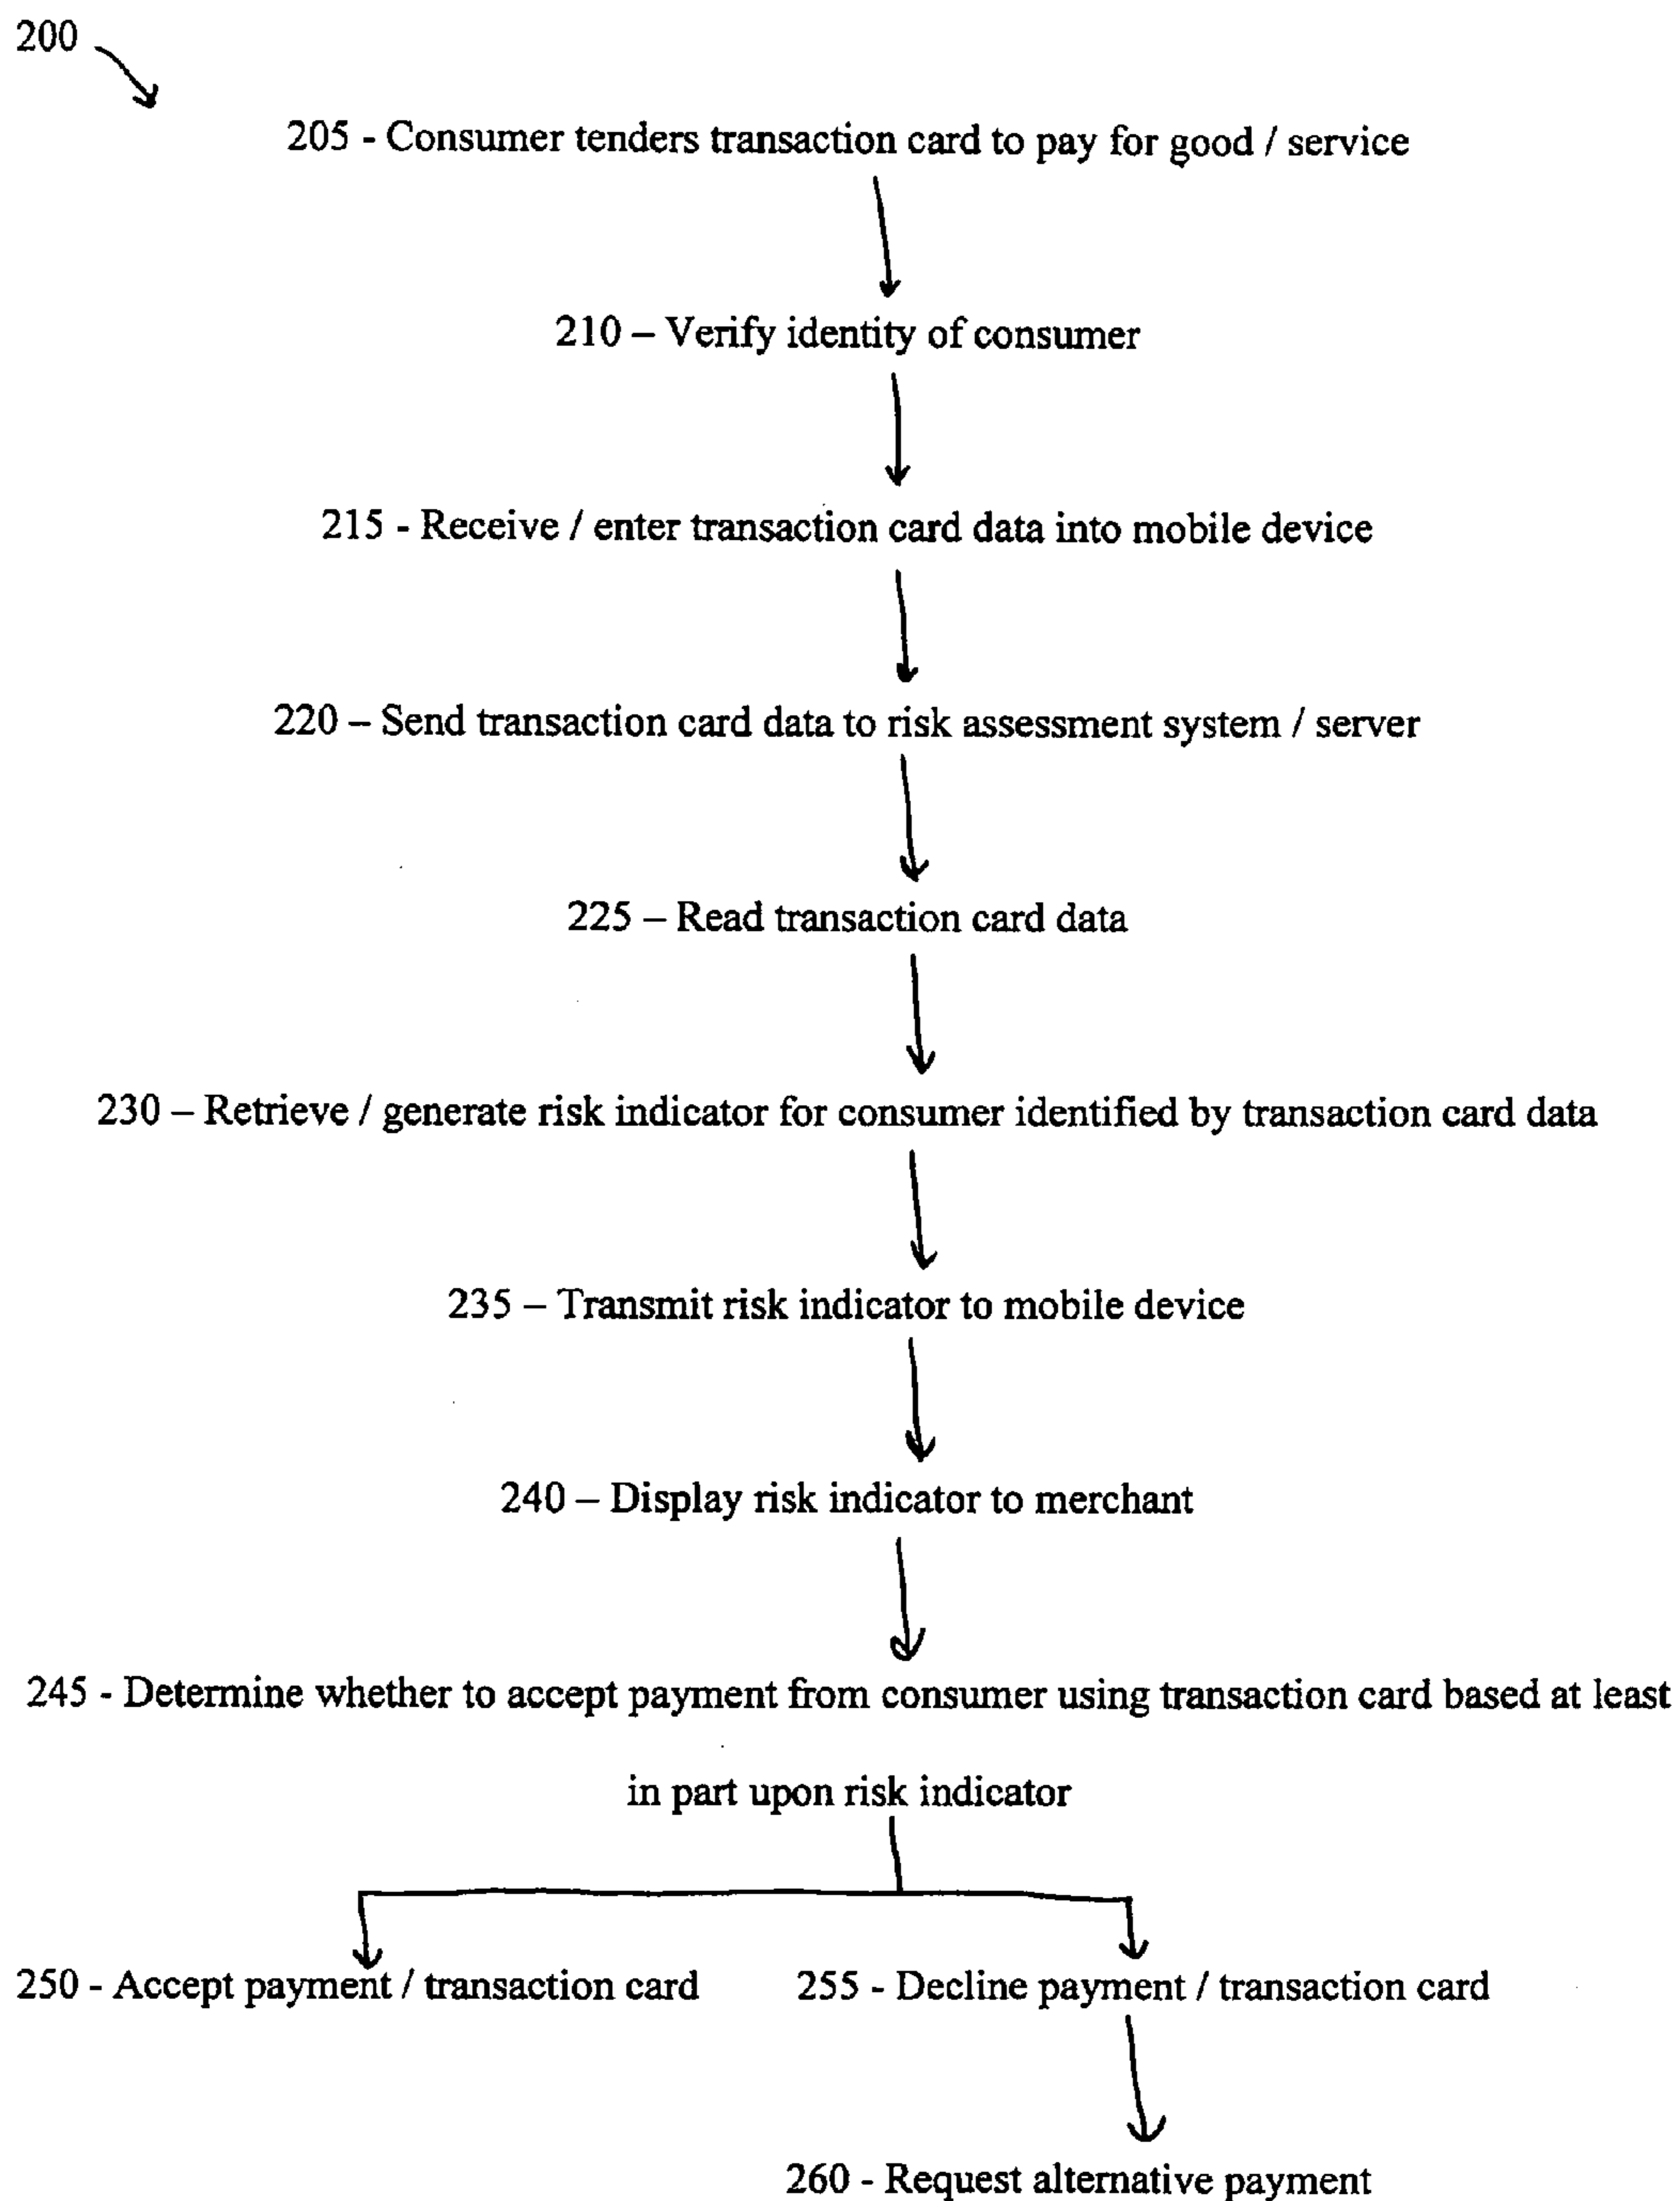 200
205 - Consumer tenders transaction card to pay for good / service
210 – Verify identity of consumer
215 - Receive / enter transaction card data into mobile device
220 – Send transaction card data to risk assessment system / server
225 – Read transaction card data
230 – Retrieve / generate risk indicator for consumer identified by transaction card data
235 – Transmit risk indicator to mobile device
240 – Display risk indicator to merchant
245 - Determine whether to accept payment from consumer using transaction card based at least
in part upon risk indicator
250 - Accept payment / transaction card
255 - Decline payment / transaction card
260 - Request alternative payment